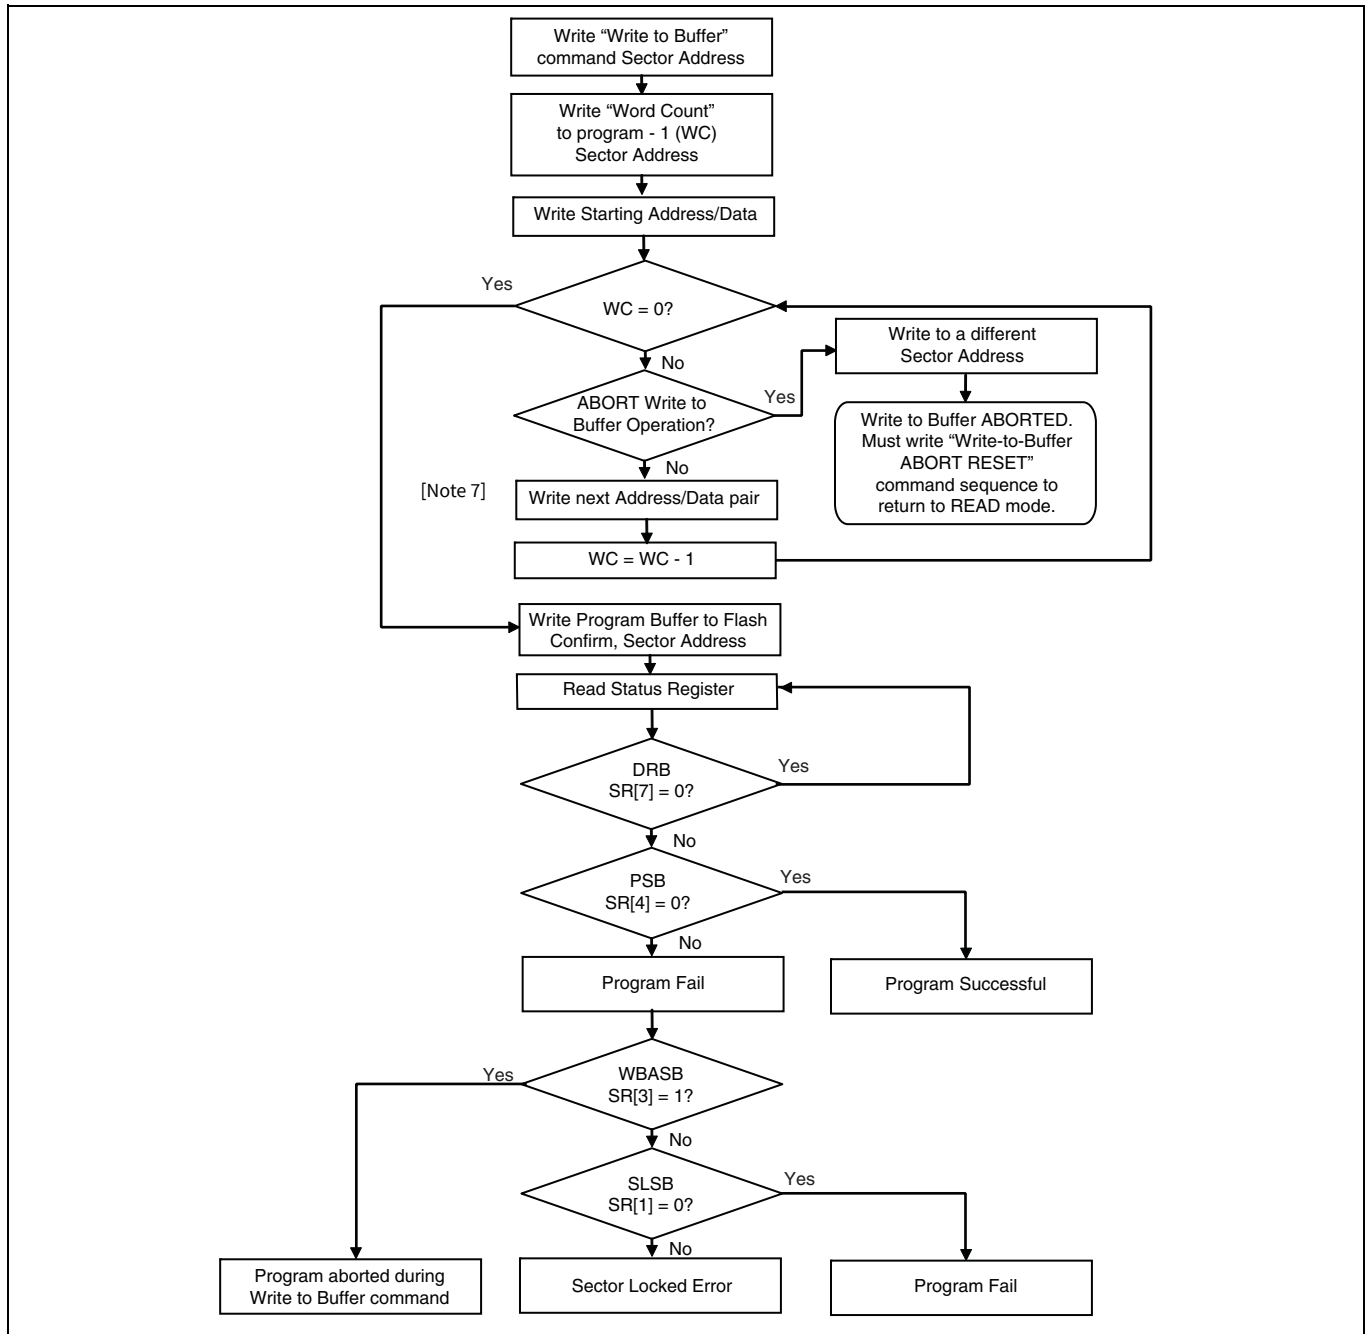 Write “Write to Buffer”
command Sector Address
Write “Word Count”
to program - 1 (WC)
Sector Address
Write Starting Address/Data
Yes
WC = 0?
No
Write to a different
Sector Address
ABORT Write to
Buffer Operation?
Yes
No
Write to Buffer ABORTED.
Must write “Write-to-Buffer
ABORT RESET”
command sequence to
return to READ mode.
[Note 7]
Write next Address/Data pair
WC = WC - 1
Write Program Buffer to Flash
Confirm, Sector Address
Read Status Register
DRB
SR[7] = 0?
Yes
No
PSB
SR[4] = 0?
Yes
No
Program Fail
Program Successful
Yes
WBASB
SR[3] = 1?
No
SLSB
SR[1] = 0?
Yes
No
Program aborted during
Write to Buffer command
Sector Locked Error
Program Fail